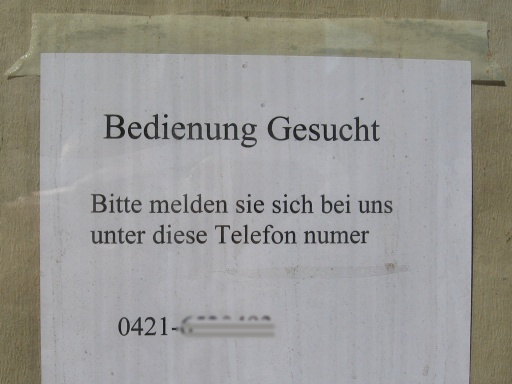 Bedienung Gesucht
Bitte melden sie sich bei uns
unter diese Telefon numer
0421-